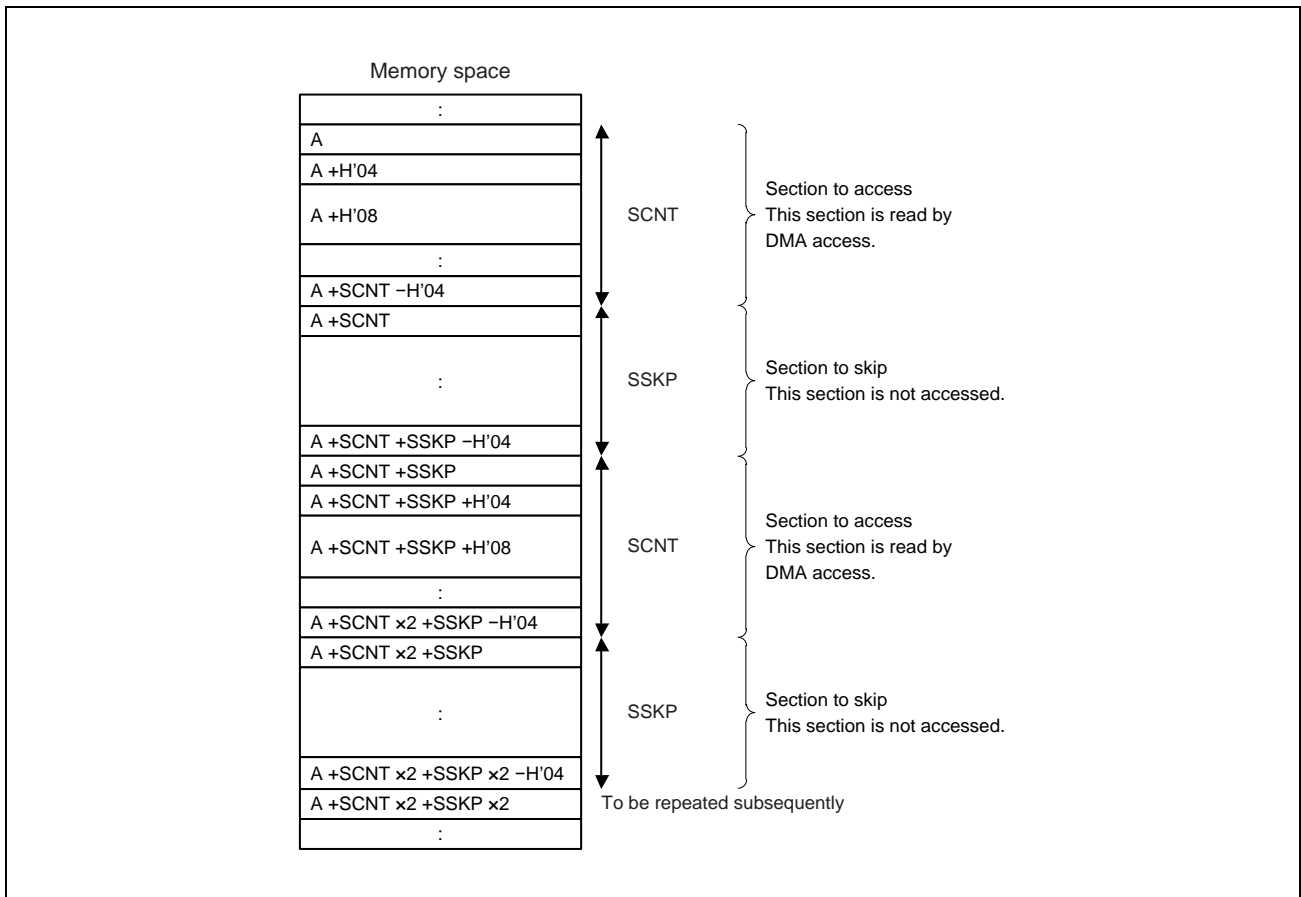 Memory space
:
A
A +H'04
A +H'08
:
A +SCNT −H'04
A +SCNT
:
A +SCNT +SSKP −H'04
A +SCNT +SSKP
A +SCNT +SSKP +H'04
A +SCNT +SSKP +H'08
:
A +SCNT ×2 +SSKP −H'04
A +SCNT ×2 +SSKP
:
A +SCNT ×2 +SSKP ×2 −H'04
A +SCNT ×2 +SSKP ×2
:
SCNT
SSKP
SCNT
SSKP
To be repeated subsequently
Section to access
This section is read by
DMA access.
Section to skip
This section is not accessed.
Section to access
This section is read by
DMA access.
Section to skip
This section is not accessed.